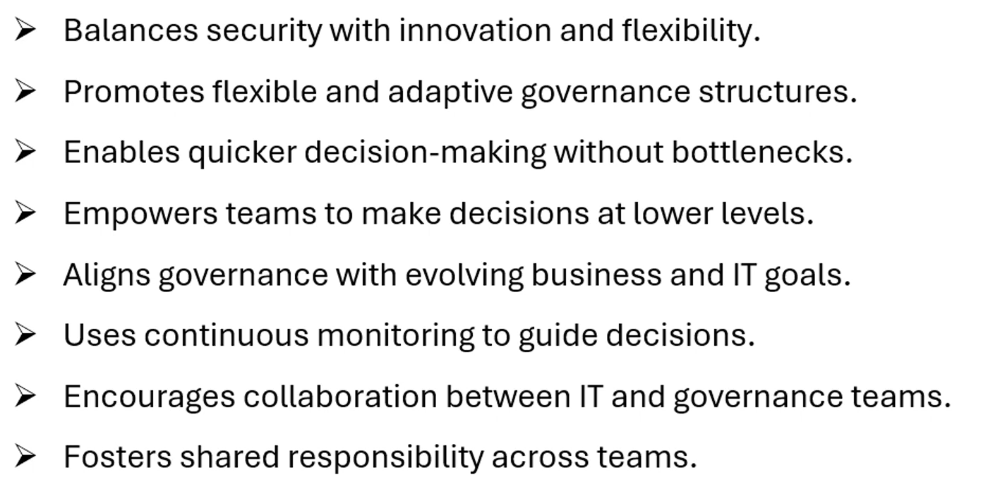 ➢ Balances security with innovation and flexibility.
➢ Promotes flexible and adaptive governance structures.
➢ Enables quicker decision-making without bottlenecks.
➢ Empowers teams to make decisions at lower levels.
➢ Aligns governance with evolving business and IT goals.
➢ Uses continuous monitoring to guide decisions.
➢ Encourages collaboration between IT and governance teams.
➢ Fosters shared responsibility across teams.